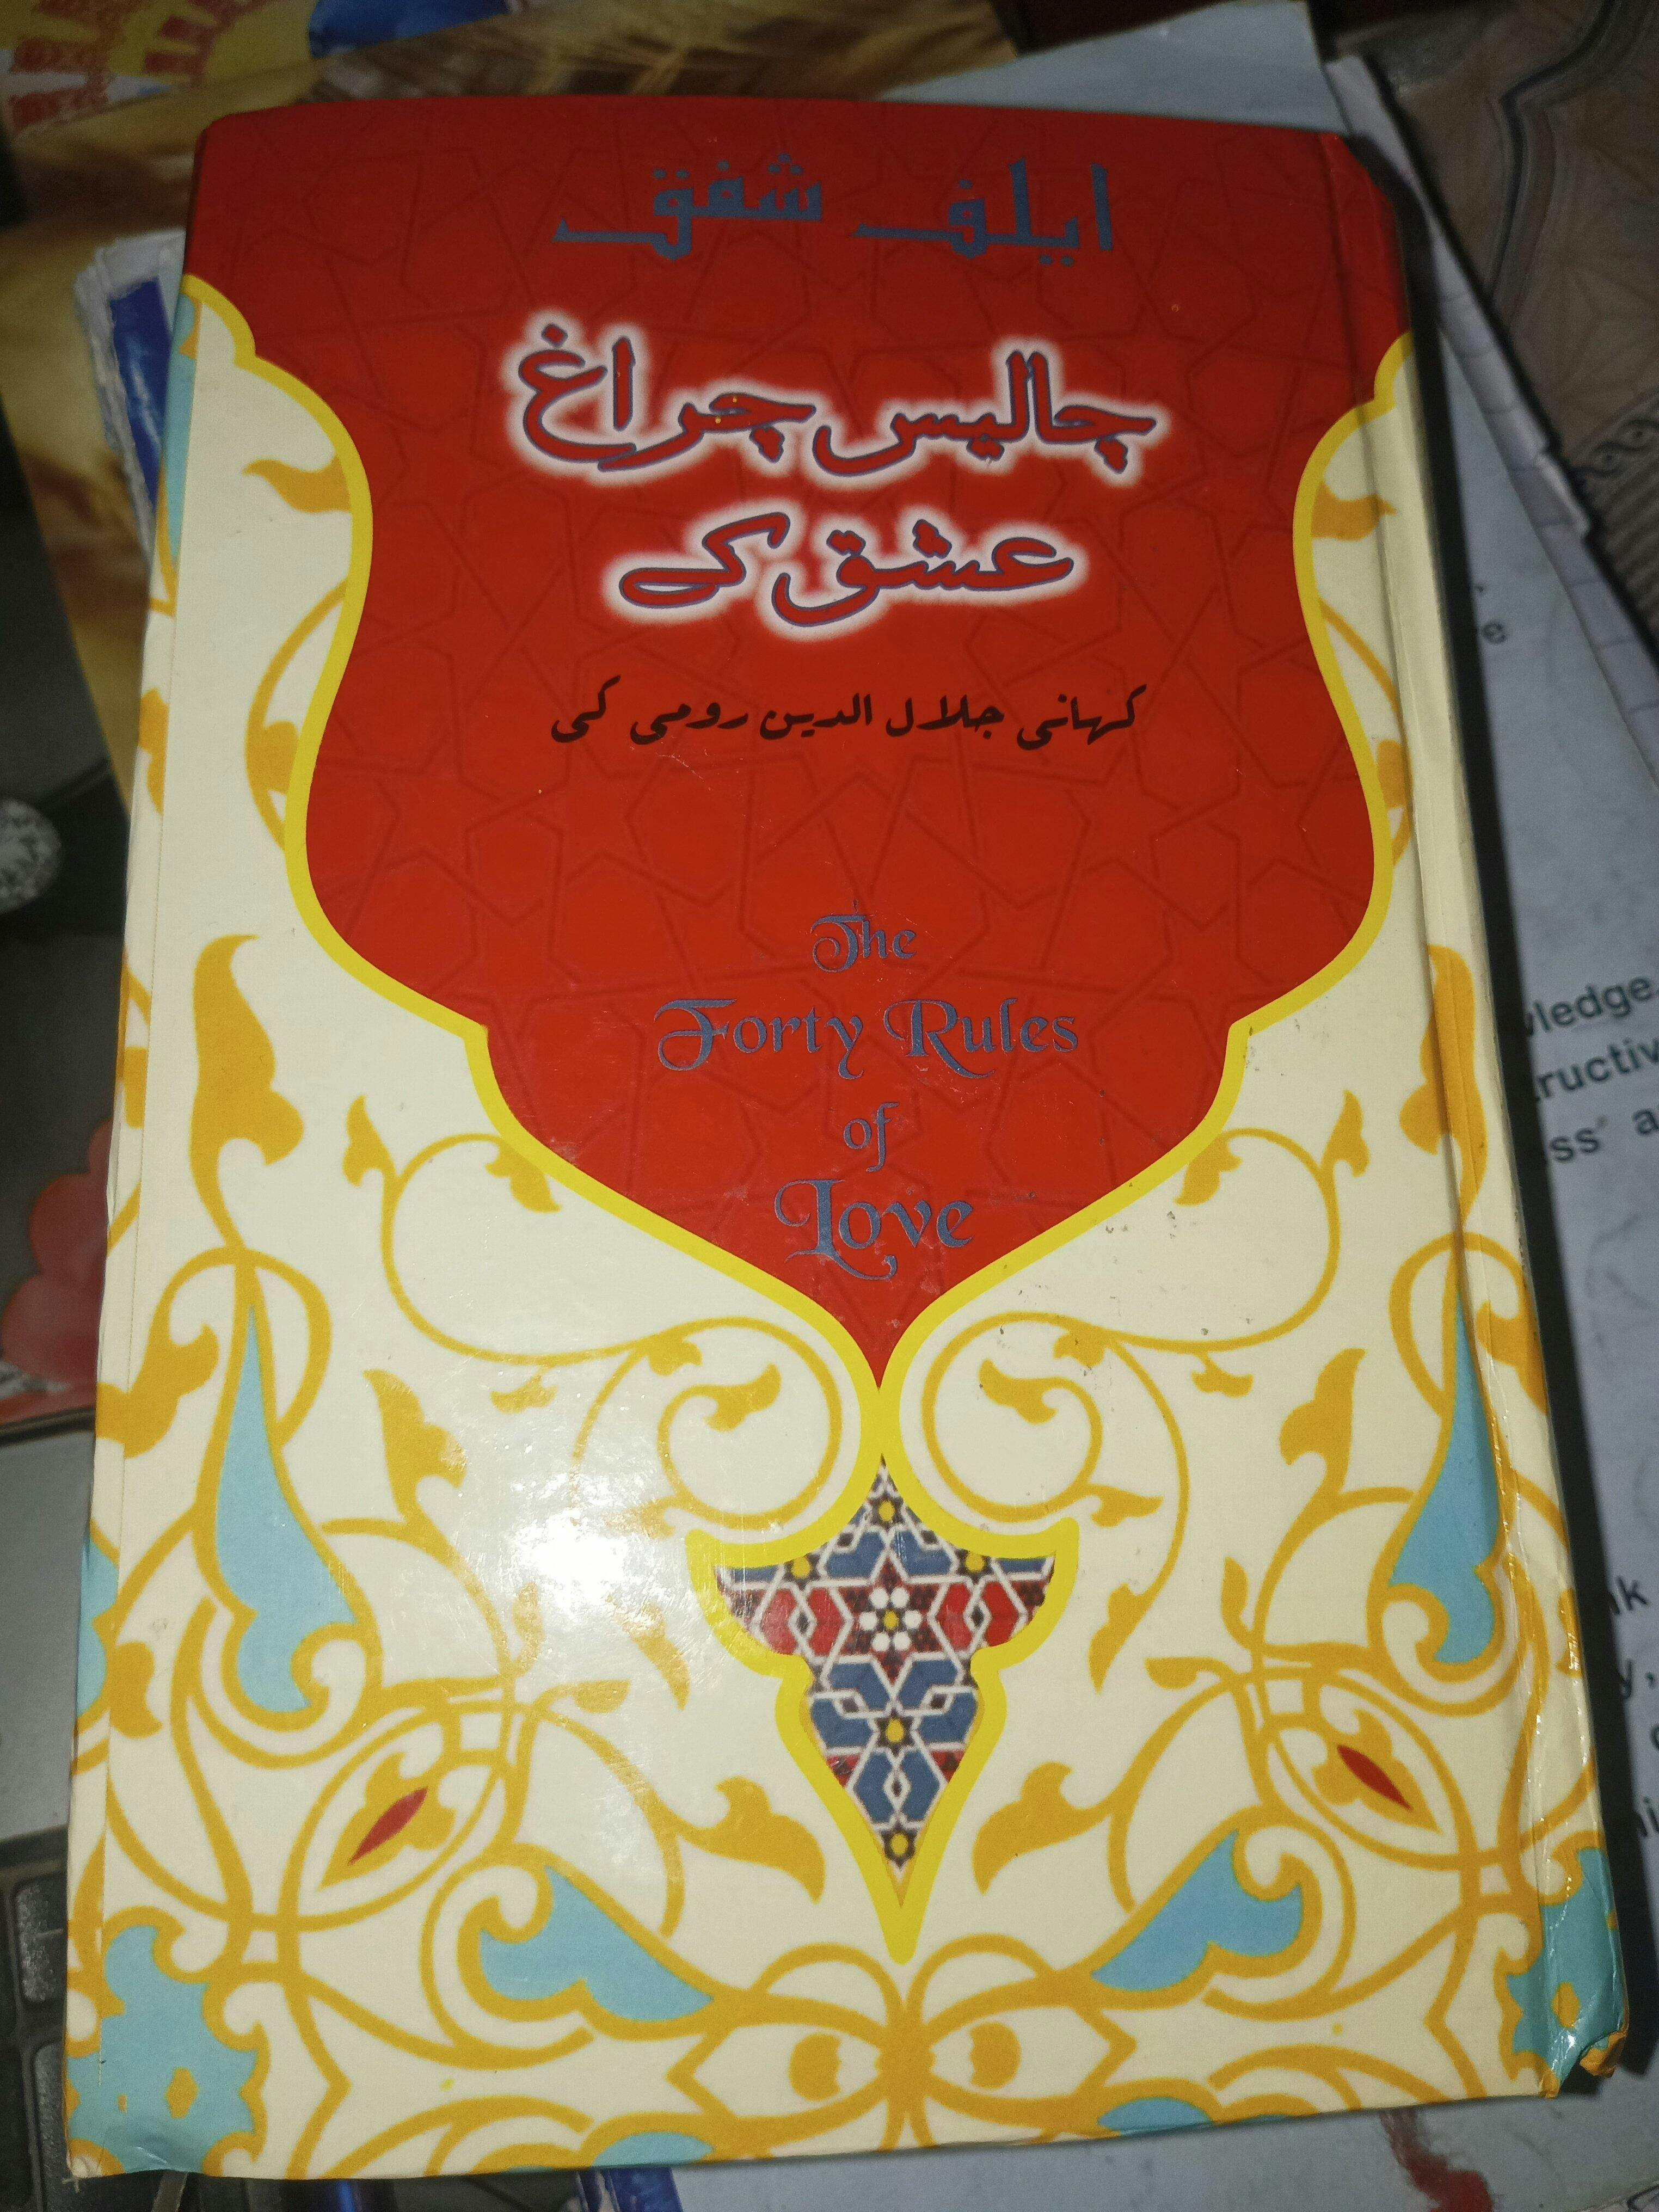 ایلف شفق
چالیس چراغ
عشق کے
کہانی جلال الدین رومی کی
The
Forty Rules
of
Love